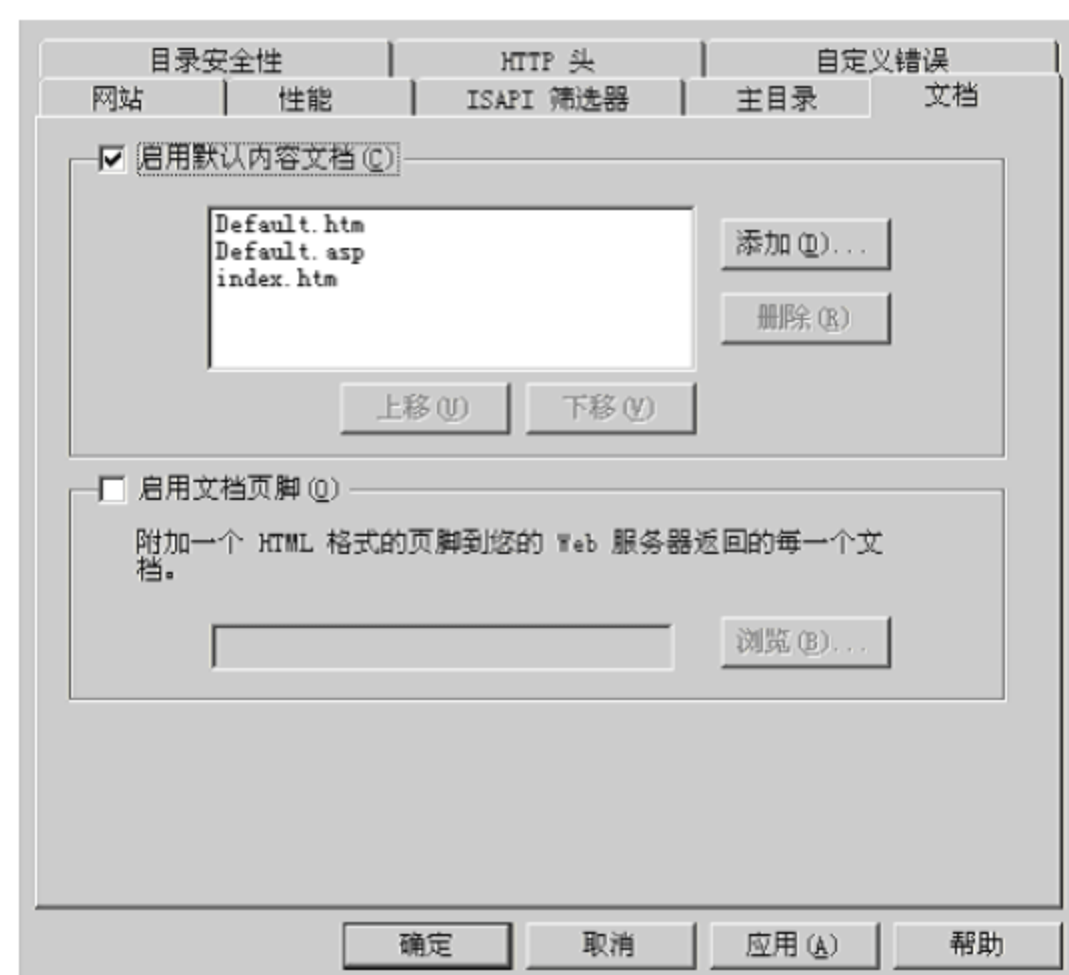 目录安全性 HTTP 头 自定义错误
网站 性能 ISAPI 筛选器 主目录 文档
启用默认内容文档(C)
Default.htm
Default.asp
index.htm
添加(D)...
删除(R)
上移(U) 下移(V)
启用文档页脚(O)
附加一个 HTML 格式的页脚到您的 Web 服务器返回的每一个文
档。
浏览(B)...
确定 取消 应用(A) 帮助